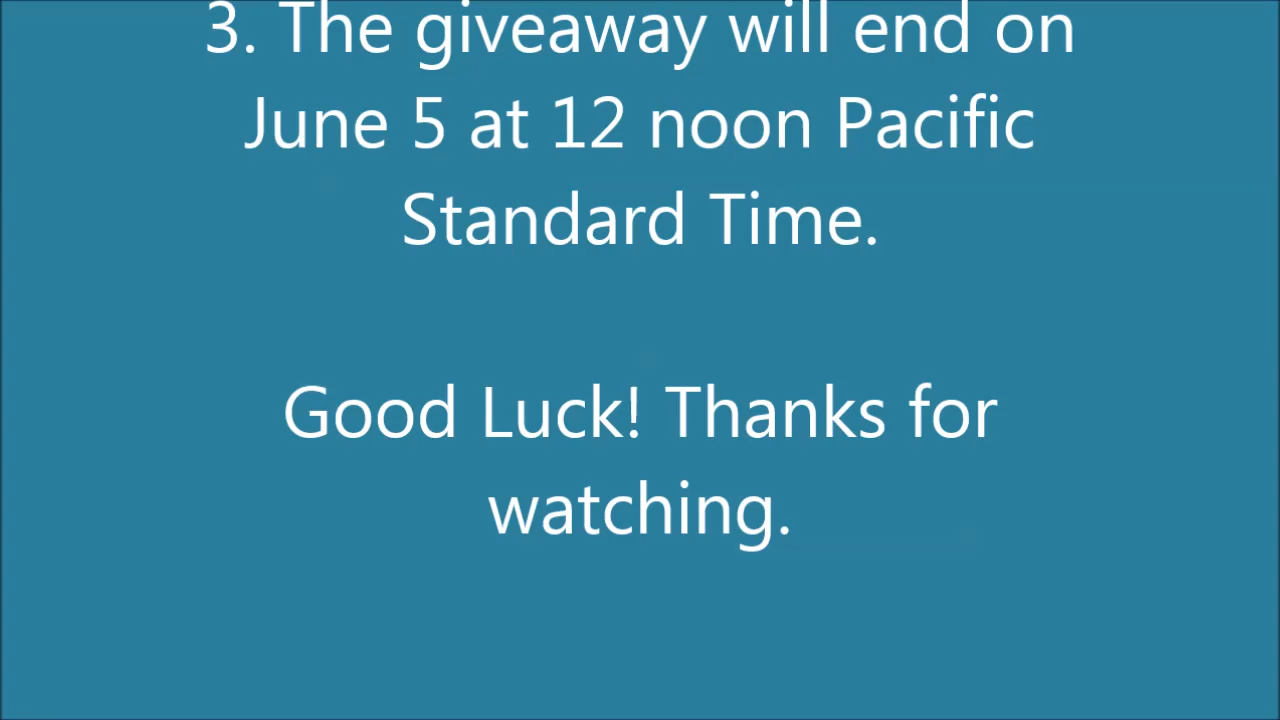 3. The giveaway will end on
June 5 at 12 noon Pacific
Standard Time.
Good Luck! Thanks for
watching.